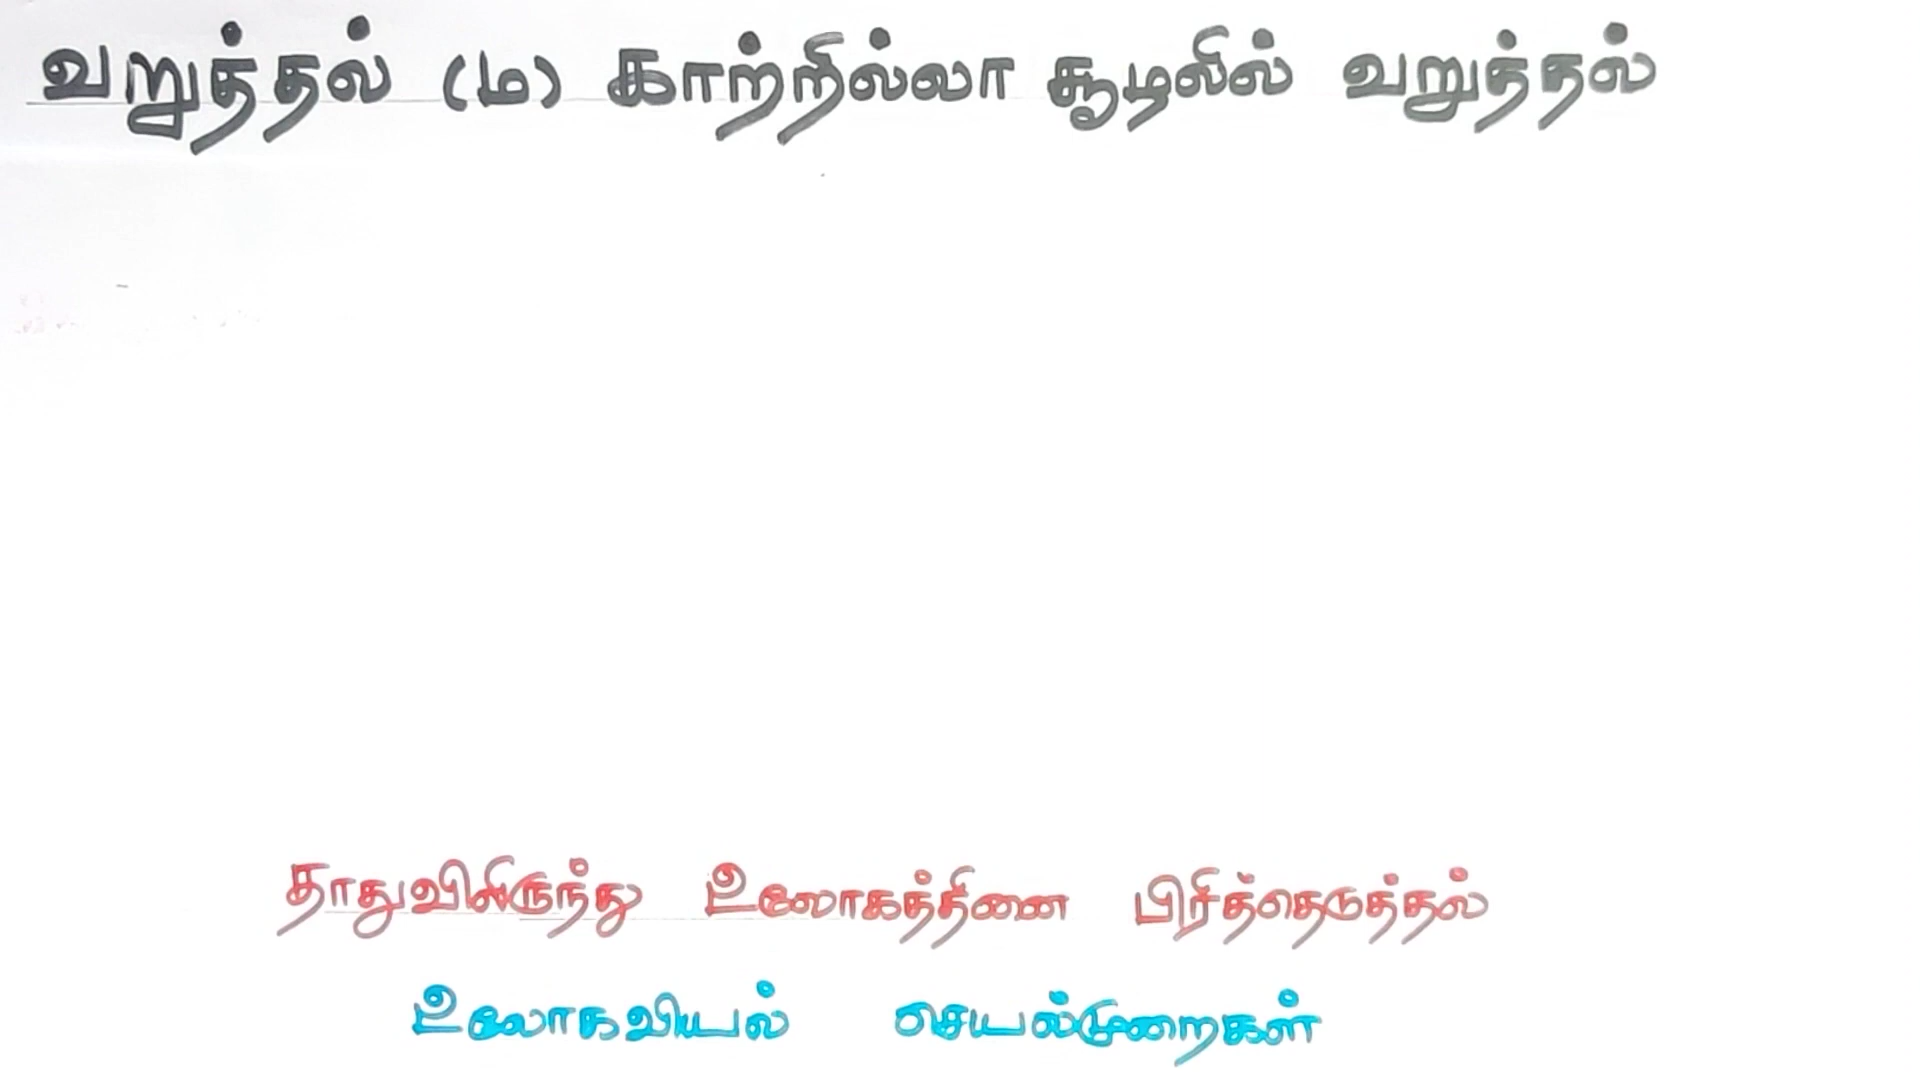 வறுத்தல் (ம) காற்றில்லா சூழலில் வறுத்தல்
தாதுவிலிருந்து உலோகத்தினை பிரித்தெடுத்தல்
உலோகவியல் செயல்முறைகள்